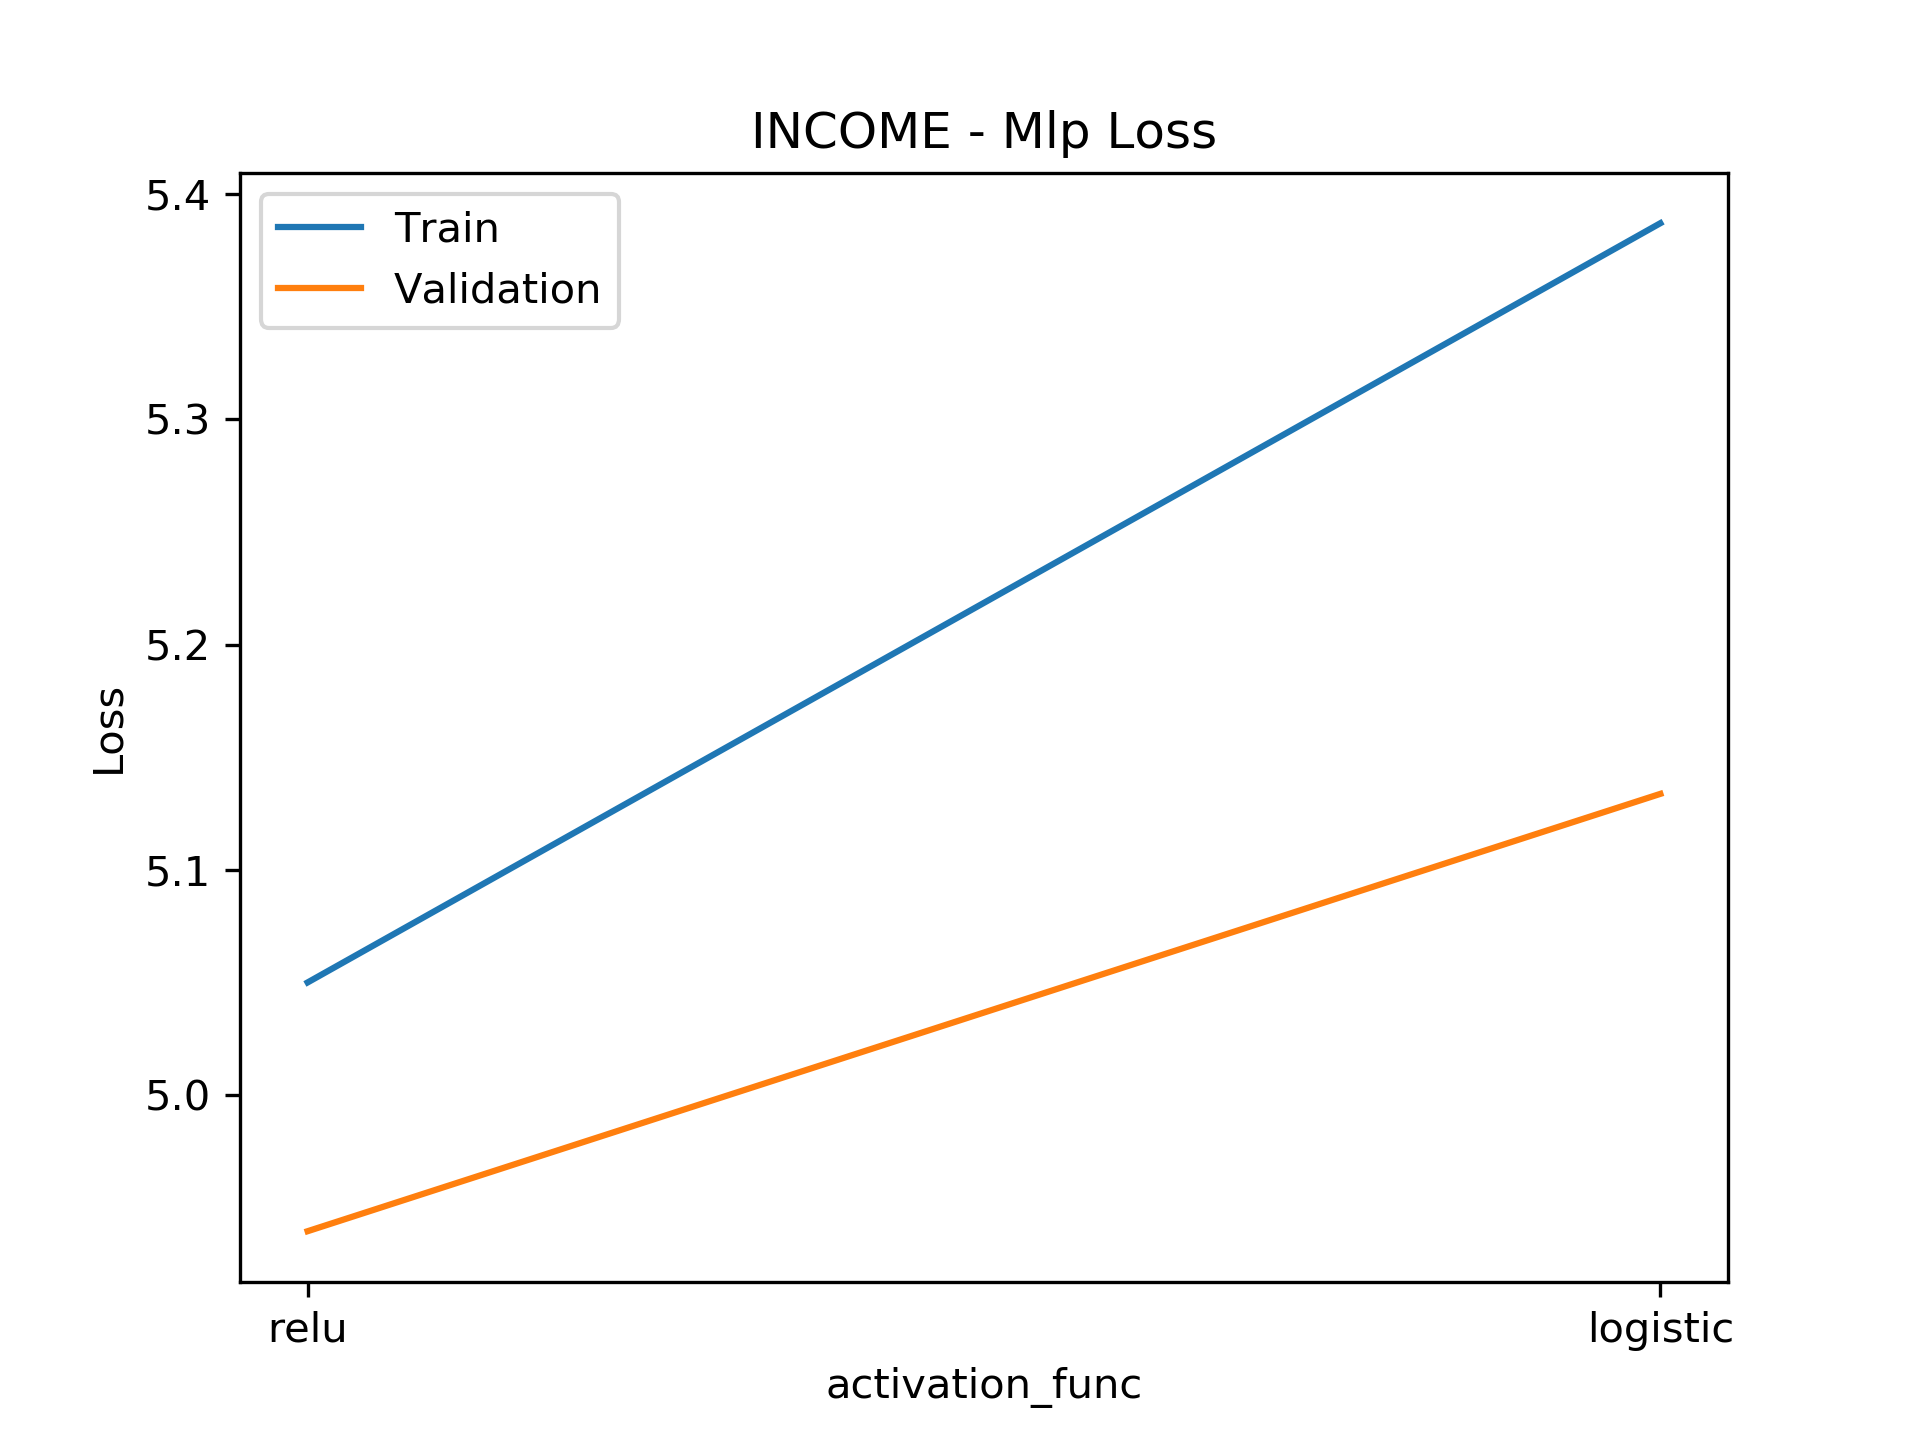 INCOME - Mlp Loss
Train
Validation
5.4
5.3
5.2
5.1
5.0
Loss
relu
logistic
activation_func